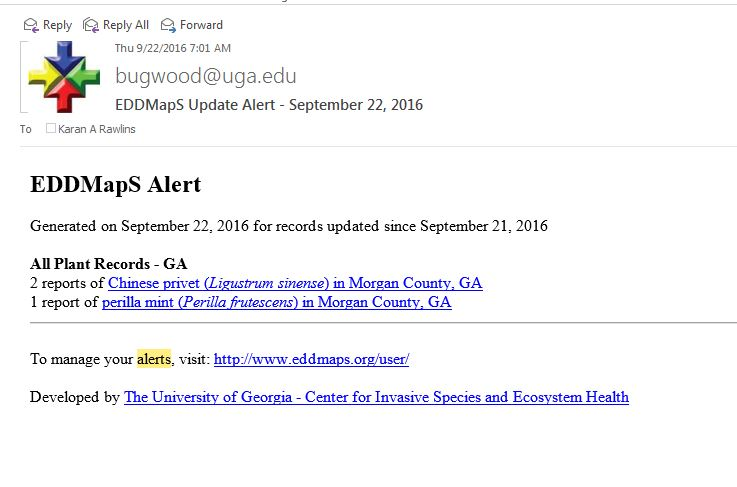 Reply Reply All Forward
Thu 9/22/2016 7:01 AM
bugwood@uga.edu
EDDMapS Update Alert - September 22, 2016
To Karan A Rawlins
EDDMapS Alert
Generated on September 22, 2016 for records updated since September 21, 2016
All Plant Records - GA
2 reports of Chinese privet (Ligustrum sinense) in Morgan County, GA
1 report of perilla mint (Perilla frutescens) in Morgan County, GA
To manage your alerts, visit: http://www.eddmaps.org/user/
Developed by The University of Georgia - Center for Invasive Species and Ecosystem Health